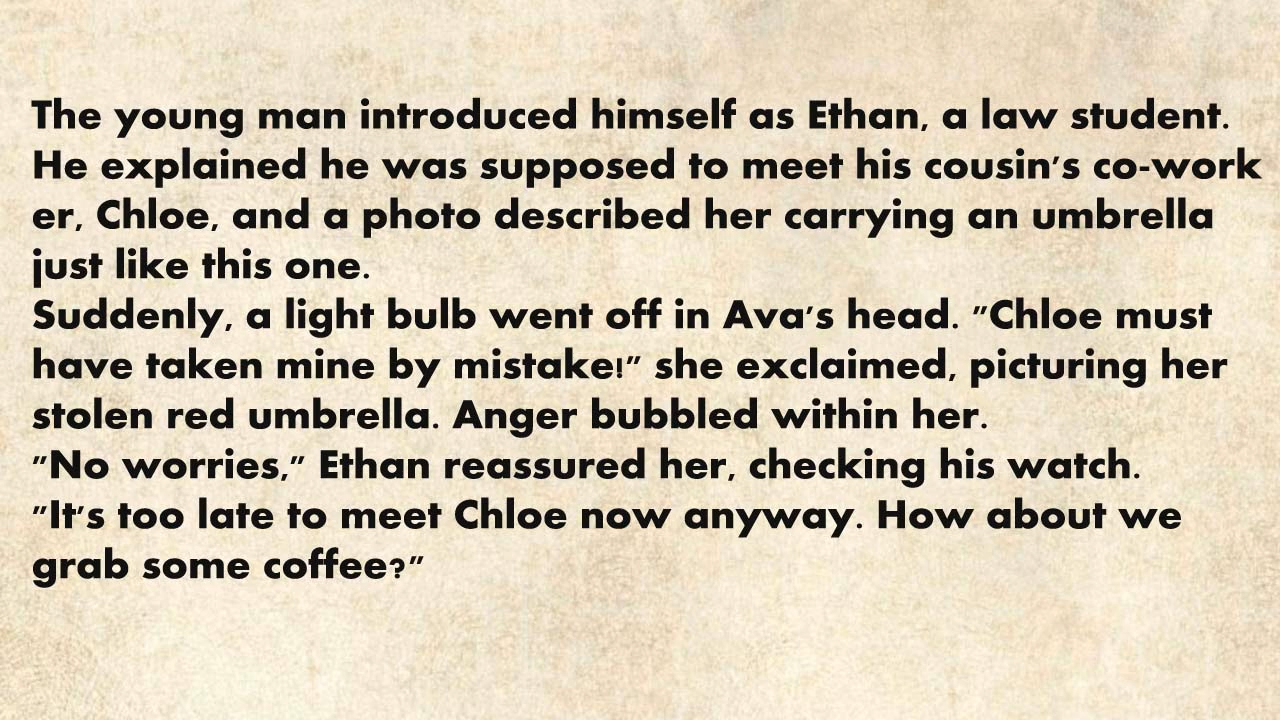 The young man introduced himself as Ethan, a law student.
He explained he was supposed to meet his cousin's co-work
er, Chloe, and a photo described her carrying an umbrella
just like this one.
Suddenly, a light bulb went off in Ava's head. "Chloe must
have taken mine by mistake!" she exclaimed, picturing her
stolen red umbrella. Anger bubbled within her.
"No worries," Ethan reassured her, checking his watch.
"It's too late to meet Chloe now anyway. How about we
grab some coffee?"